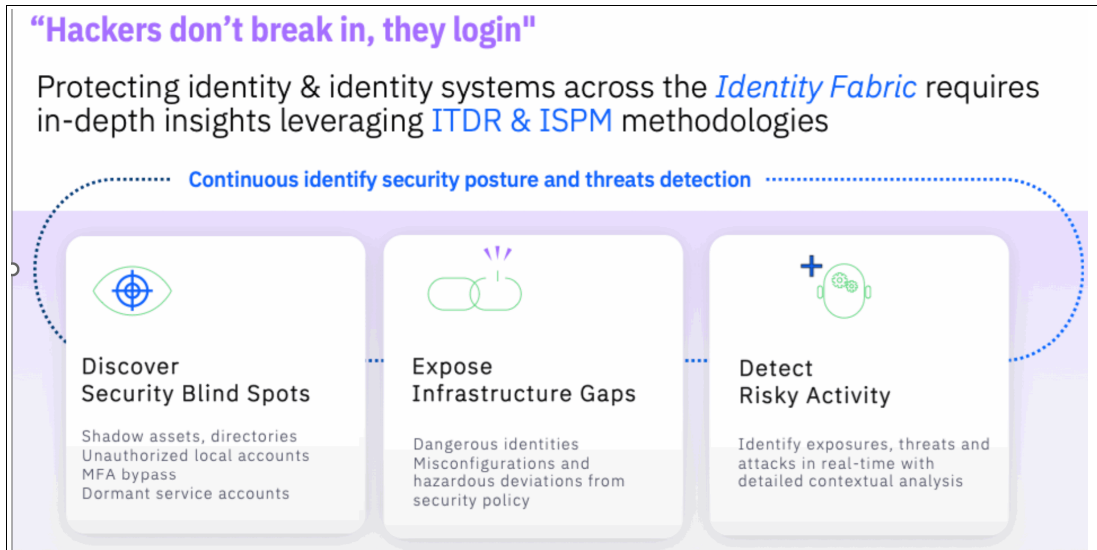 “Hackers don’t break in, they login"
Protecting identity & identity systems across the Identity Fabric requires
in-depth insights leveraging ITDR & ISPM methodologies
Continuous identify security posture and threats detection
Discover
Security Blind Spots
Shadow assets, directories
Unauthorized local accounts
MFA bypass
Dormant service accounts
Expose
Infrastructure Gaps
Dangerous identities
Misconfigurations and
hazardous deviations from
security policy
Detect
Risky Activity
Identify exposures, threats and
attacks in real-time with
detailed contextual analysis